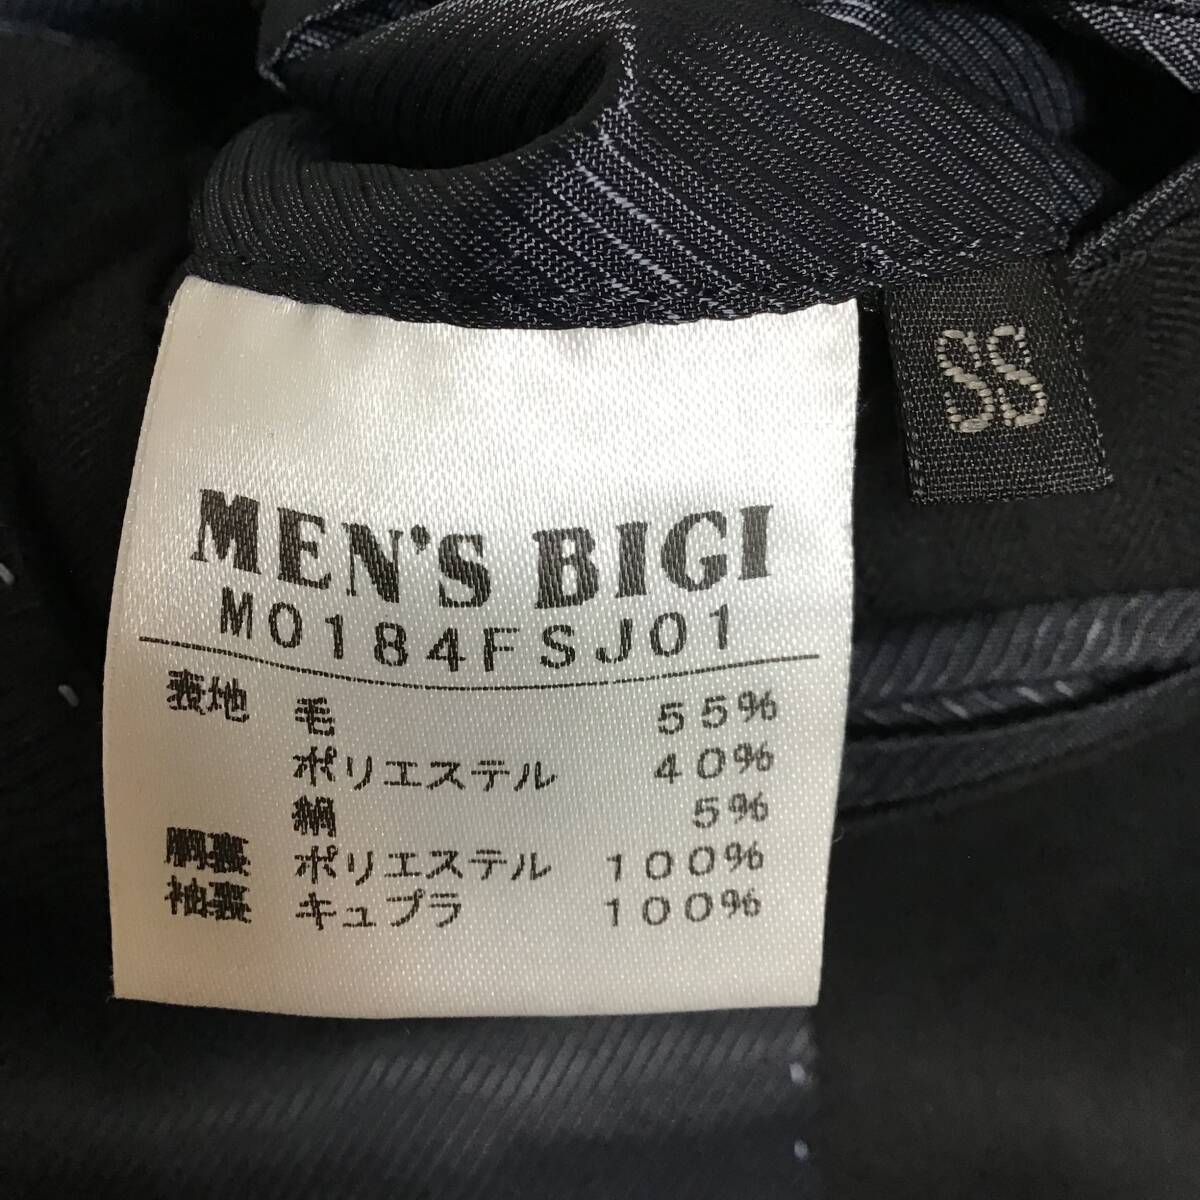 SS
MEN'S BIGI
M0184FSJ01
表地 毛 55%
ポリエステル 40%
絹 5%
胴裏 ポリエステル 100%
袖裏 キュプラ 100%